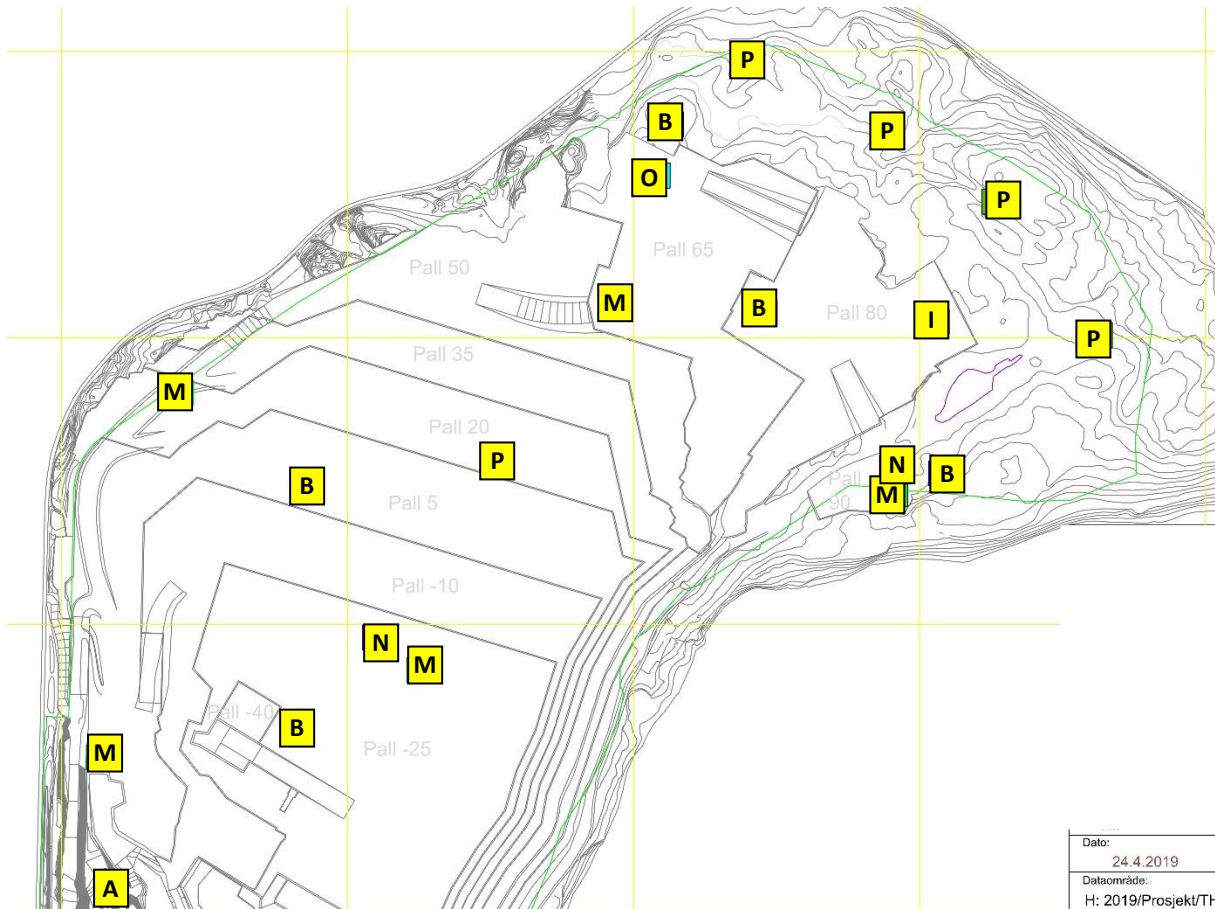 P
B
P
O
P
Pall 65
Pall 50
M
B
Pall 80
I
P
Pall 35
M
Pall 20
P
N
B
B
Pall
M
90
Pall 5
Pall -10
N
M
Pall -40
B
Pall -25
M
A
Dato:
24.4.2019
Dataområde:
H: 2019/Prosjekt/TH